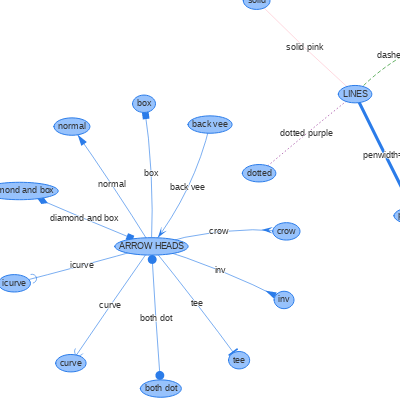 solid
solid pink
dashe
LINES
box
normal
back vee
dotted purple
penwidth=
box
dotted
normal
back vee
mond and box
diamond and box
crow
crow
ARROW HEADS
icurve
inv
icurve
curve
tee
inv
both dot
curve
tee
both dot